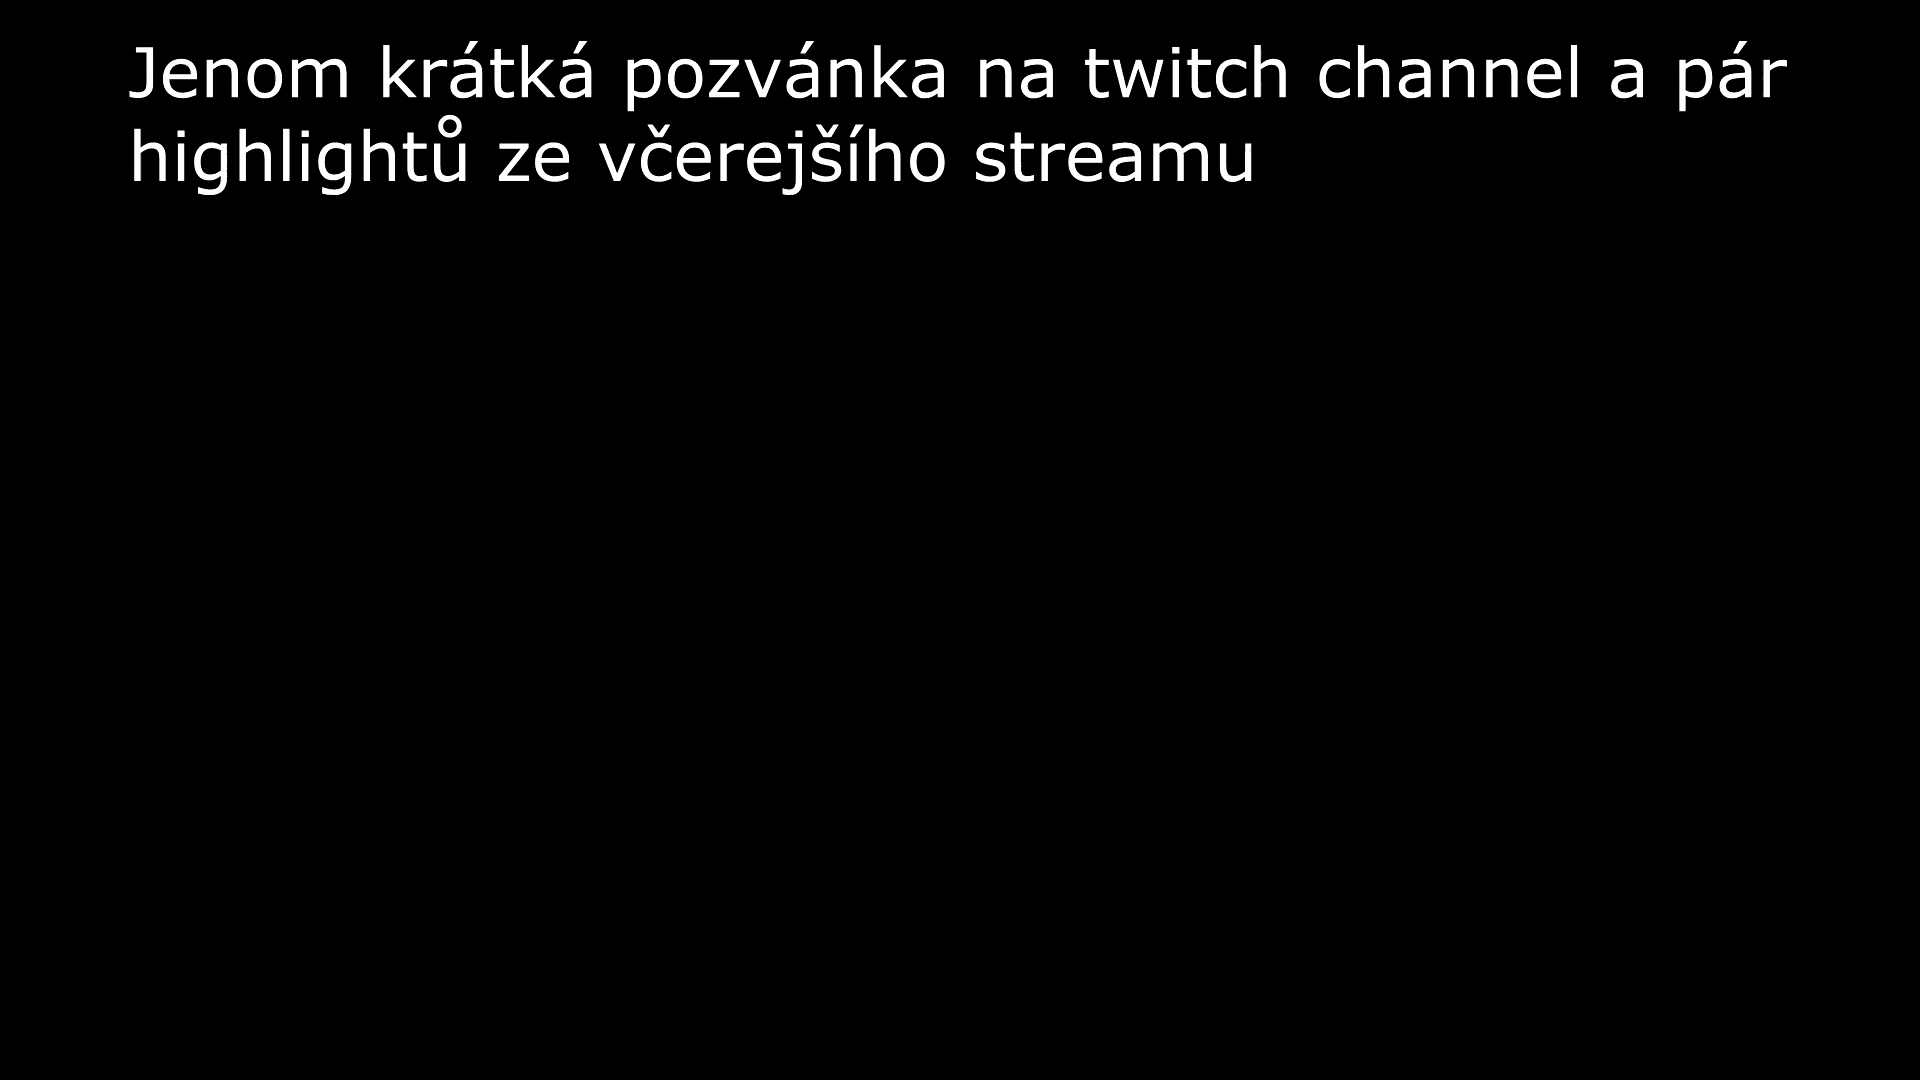 Jenom krátká pozvánka na twitch channel a pár
highlightů ze včerejšího streamu